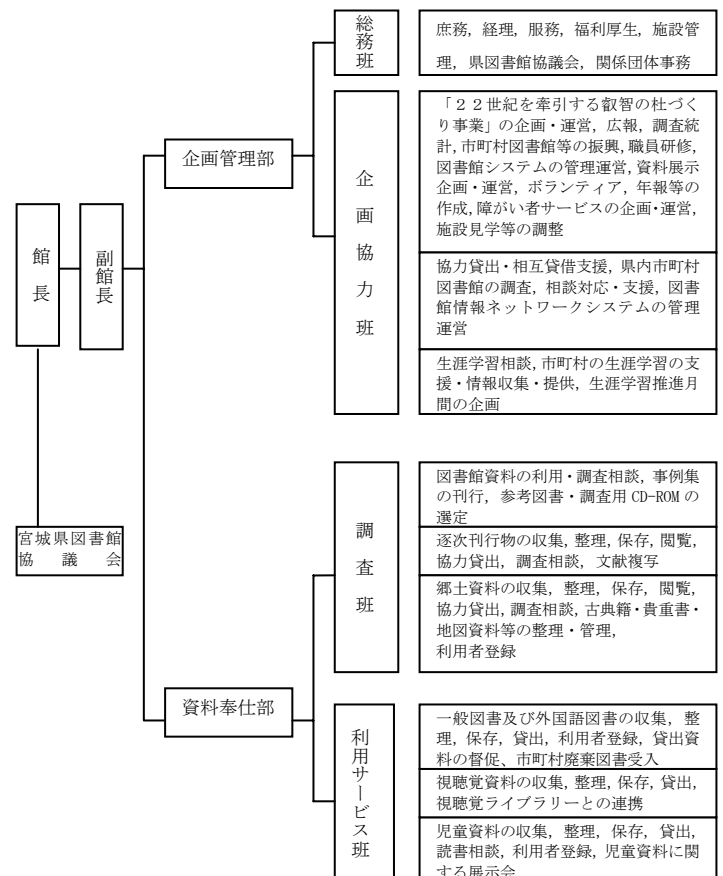 館長
副館長
宮城県図書館
協議会
企画管理部
総務班
庶務, 経理, 服務, 福利厚生, 施設管
理, 県図書館協議会, 関係団体事務
企画協力班
「２２世紀を牽引する叡智の杜づく
り事業」の企画・運営, 広報, 調査統
計, 市町村図書館等の振興, 職員研修,
図書館システムの管理運営, 資料展示
企画・運営, ボランティア, 年報等の
作成, 障がい者サービスの企画・運営,
施設見学等の調整
協力貸出・相互貸借支援, 県内市町村
図書館の調査, 相談対応・支援, 図書
館情報ネットワークシステムの管理
運営
生涯学習相談, 市町村の生涯学習の支
援・情報収集・提供, 生涯学習推進月
間の企画
資料奉仕部
調査班
図書館資料の利用・調査相談, 事例集
の刊行, 参考図書・調査用 CD-ROM の
選定
逐次刊行物の収集, 整理, 保存, 閲覧,
協力貸出, 調査相談, 文献複写
郷土資料の収集, 整理, 保存, 閲覧,
協力貸出, 調査相談, 古典籍・貴重書・
地図資料等の整理・管理,
利用者登録
利用サービス班
一般図書及び外国語図書の収集, 整
理, 保存, 貸出, 利用者登録, 貸出資
料の督促、市町村廃棄図書受入
視聴覚資料の収集, 整理, 保存, 貸出,
視聴覚ライブラリーとの連携
児童資料の収集, 整理, 保存, 貸出,
読書相談, 利用者登録, 児童資料に関
する展示会